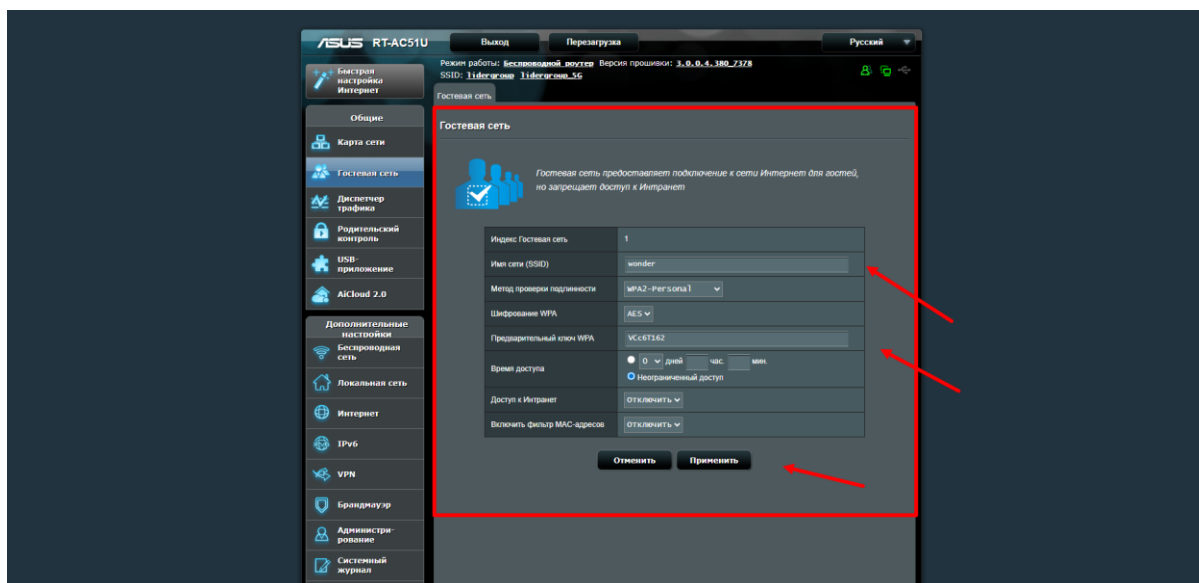 ASUS RT-AC51U
Выход
Перезагрузка
Русский
Режим работы: Беспроводной роутер Версия прошивки: 3.0.0.4.380_7378
SSID: lidergroup lidergroup_5G
Быстрая
настройка
Интернет
Гостевая сеть
Общие
Карта сети
Гостевая сеть
Диспетчер
трафика
Родительский
контроль
USB-
приложение
AiCloud 2.0
Дополнительные
настройки
Беспроводная
сеть
Локальная сеть
Интернет
IPv6
VPN
Брандмауэр
Администри-
рование
Системный
журнал
Гостевая сеть
Гостевая сеть предоставляет подключение к сети Интернет для гостей,
но запрещает доступ к Интранет
Индекс Гостевая сеть 1
Имя сети (SSID) wonder
Метод проверки подлинности WPA2-Personal
Шифрование WPA AES
Предварительный ключ WPA VCc6T162
Время доступа 0 дней час. мин.
Неограниченный доступ
Доступ к Интранет Отключить
Включить фильтр MAC-адресов Отключить
Отменить Применить